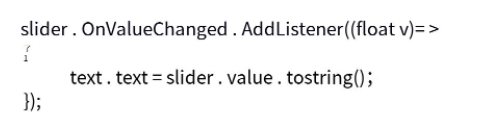 slider . OnValueChanged . AddListener((float v)= >
{
text . text = slider . value . tostring();
});